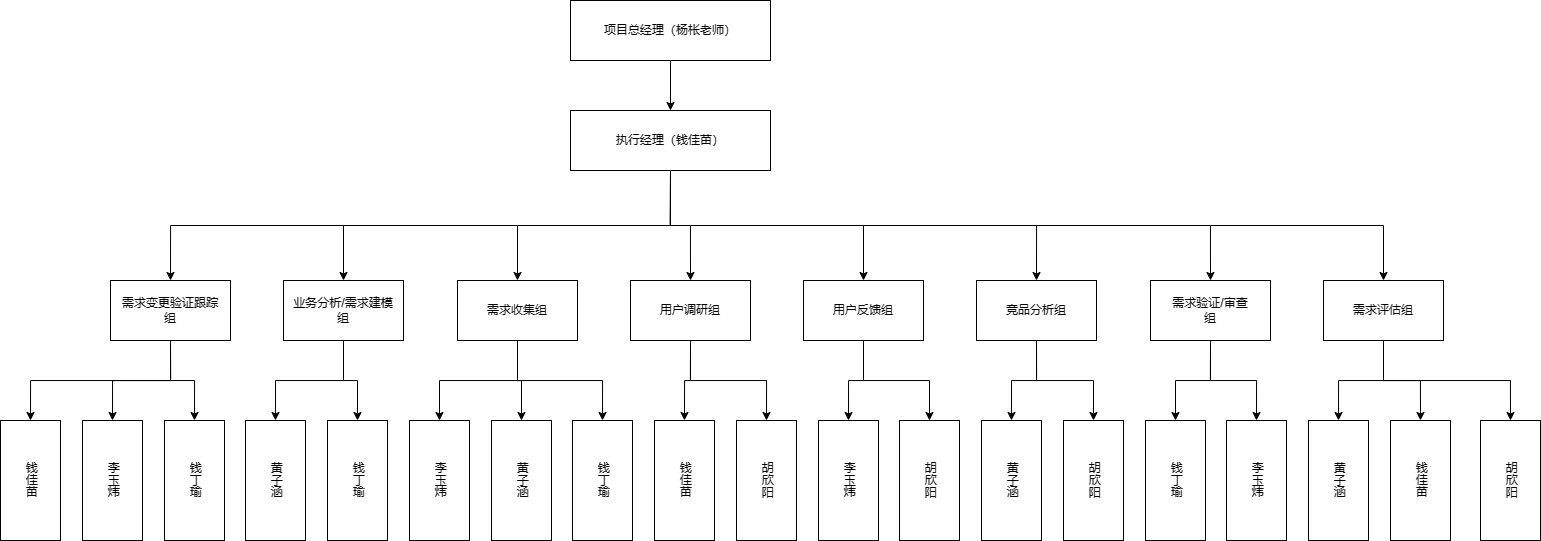 项目总经理（杨枨老师）
执行经理（钱佳苗）
需求变更验证跟踪
组
业务分析/需求建模
组
需求收集组
用户调研组
用户反馈组
竞品分析组
需求验证/审查
组
需求评估组
钱佳苗
李玉炜
钱丁瑜
黄子涵
钱丁瑜
李玉炜
黄子涵
钱丁瑜
钱佳苗
胡欣阳
李玉炜
胡欣阳
黄子涵
胡欣阳
钱丁瑜
李玉炜
黄子涵
钱佳苗
胡欣阳